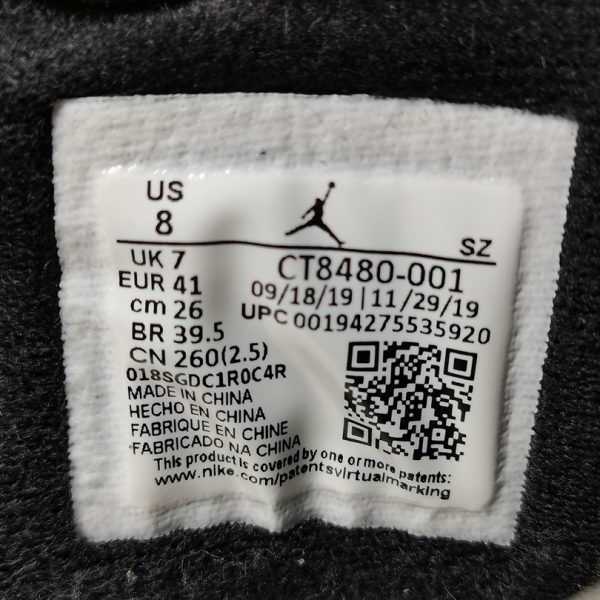 US
8
SZ
UK 7
EUR 41
cm 26
BR 39.5
CN 260(2.5)
CT8480-001
09/18/19 | 11/29/19
UPC 00194275535920
018SGDC1R0C4R
MADE IN CHINA
HECHO EN CHINA
FABRIQUE EN CHINE
FABRICADO NA CHINA
This product is covered by one or more patents:
www.nike.com/patentsvirtualmarking